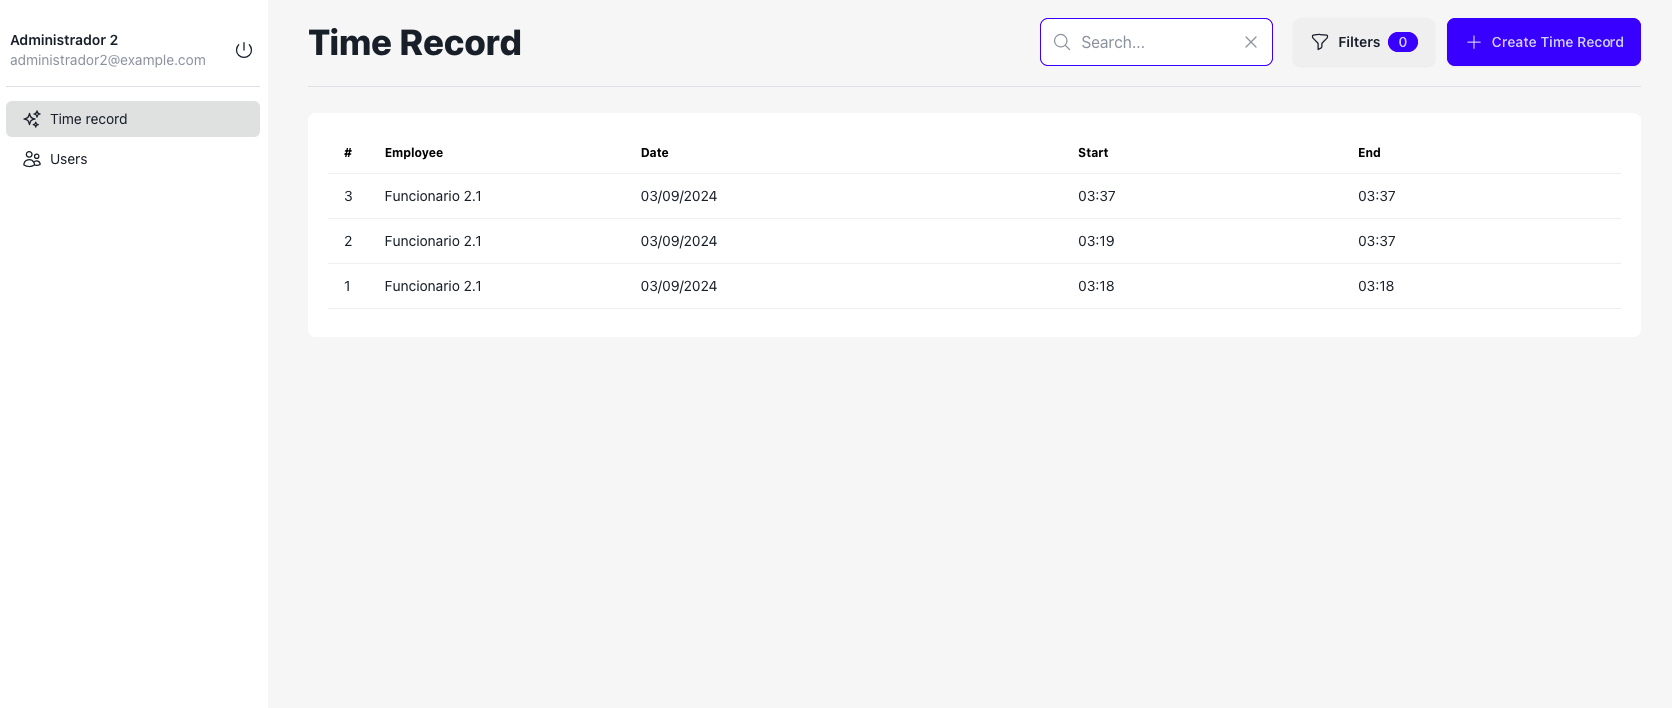 Administrador 2
administrador2@example.com
Time record
Users
Time Record
Search...
Filters 0
Create Time Record
# Employee Date Start End
3 Funcionario 2.1 03/09/2024 03:37 03:37
2 Funcionario 2.1 03/09/2024 03:19 03:37
1 Funcionario 2.1 03/09/2024 03:18 03:18